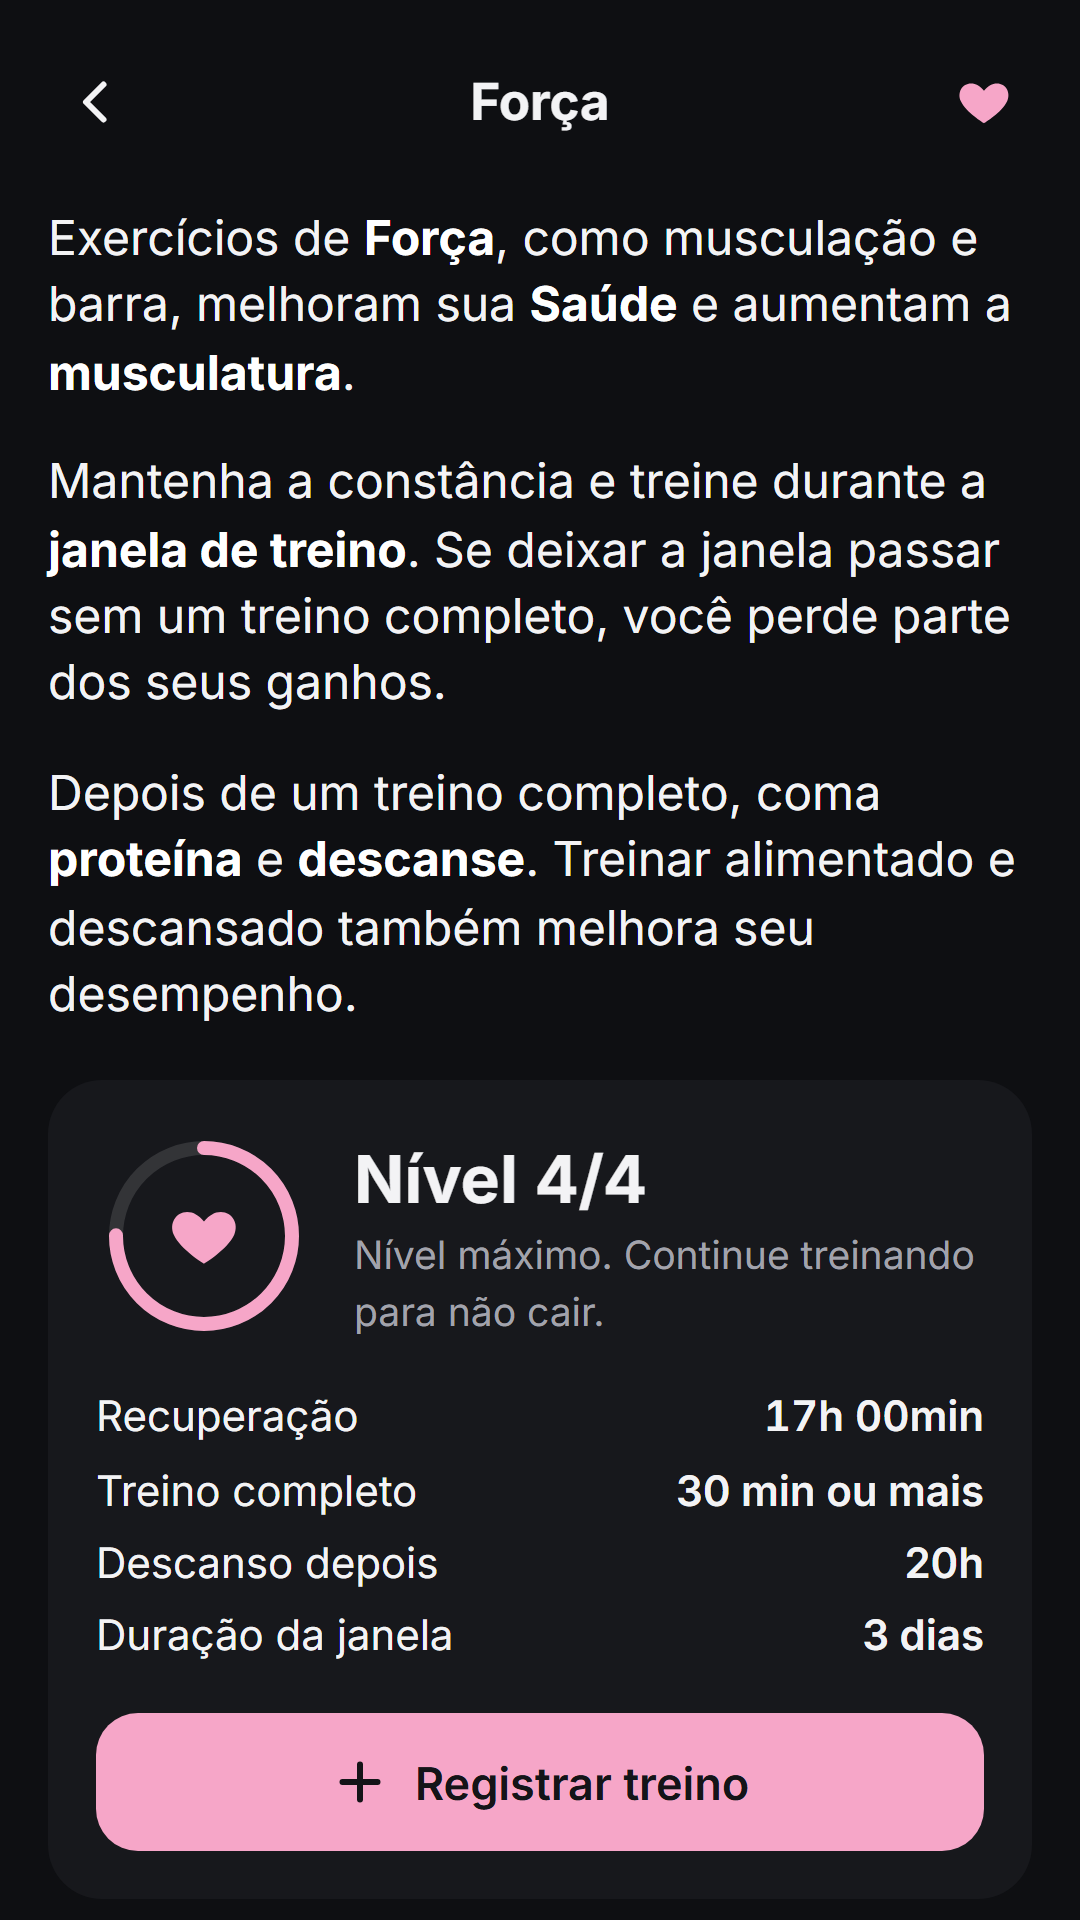 Força
Exercícios de Força, como musculação e
barra, melhoram sua Saúde e aumentam a
musculatura.
Mantenha a constância e treine durante a
janela de treino. Se deixar a janela passar
sem um treino completo, você perde parte
dos seus ganhos.
Depois de um treino completo, coma
proteína e descanse. Treinar alimentado e
descansado também melhora seu
desempenho.
Nível 4/4
Nível máximo. Continue treinando
para não cair.
Recuperação 17h 00min
Treino completo 30 min ou mais
Descanso depois 20h
Duração da janela 3 dias
Registrar treino